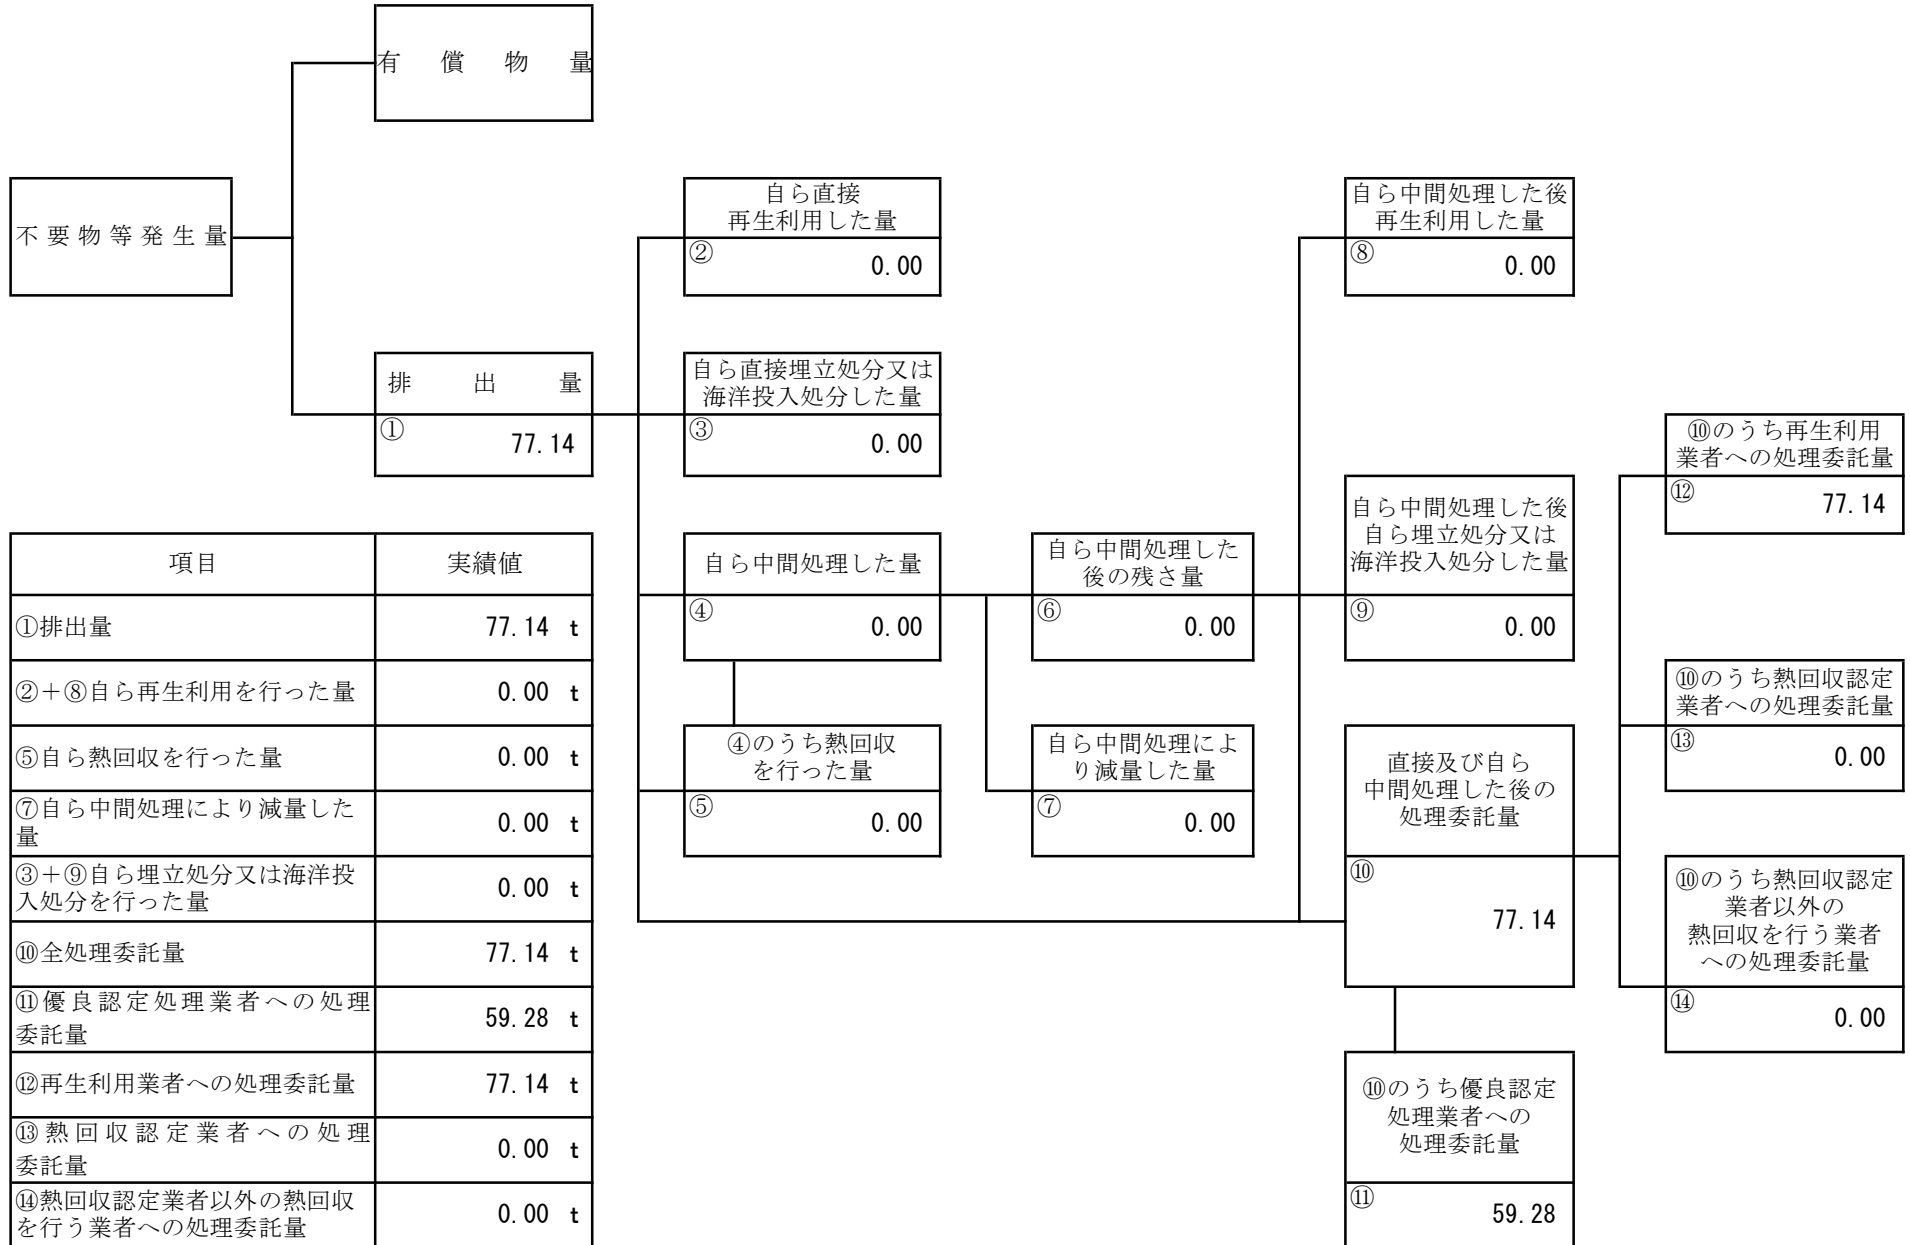 有償物量
不要物等発生量
排出量
①
77.14
自ら直接
再生利用した量
②
0.00
自ら直接埋立処分又は
海洋投入処分した量
③
0.00
自ら中間処理した量
④
0.00
④のうち熱回収
を行った量
⑤
0.00
自ら中間処理した
後の残さ量
⑥
0.00
自ら中間処理によ
り減量した量
⑦
0.00
自ら中間処理した後
再生利用した量
⑧
0.00
自ら中間処理した後
自ら埋立処分又は
海洋投入処分した量
⑨
0.00
直接及び自ら
中間処理した後の
処理委託量
⑩
77.14
⑩のうち優良認定
処理業者への
処理委託量
⑪
59.28
⑩のうち再生利用
業者への処理委託量
⑫
77.14
⑩のうち熱回収認定
業者への処理委託量
⑬
0.00
⑩のうち熱回収認定
業者以外の
熱回収を行う業者
への処理委託量
⑭
0.00
項目 実績値
①排出量 77.14 t
②＋⑧自ら再生利用を行った量 0.00 t
⑤自ら熱回収を行った量 0.00 t
⑦自ら中間処理により減量した
量 0.00 t
③＋⑨自ら埋立処分又は海洋投
入処分を行った量 0.00 t
⑩全処理委託量 77.14 t
⑪優良認定処理業者への処理
委託量 59.28 t
⑫再生利用業者への処理委託量 77.14 t
⑬熱回収認定業者への処理
委託量 0.00 t
⑭熱回収認定業者以外の熱回収
を行う業者への処理委託量 0.00 t